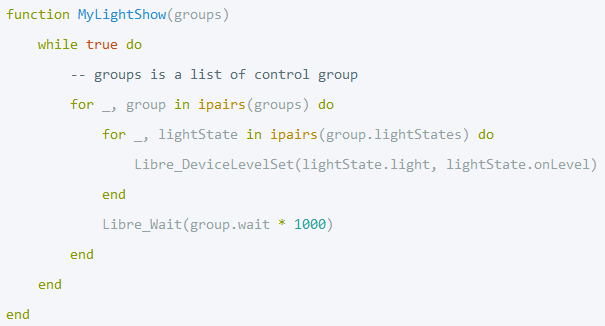 function MyLightShow(groups)
    while true do
        -- groups is a list of control group
        for _, group in ipairs(groups) do
            for _, lightState in ipairs(group.lightStates) do
                Libre_DeviceLevelSet(lightState.light, lightState.onLevel)
            end
            Libre_Wait(group.wait * 1000)
        end
    end
end